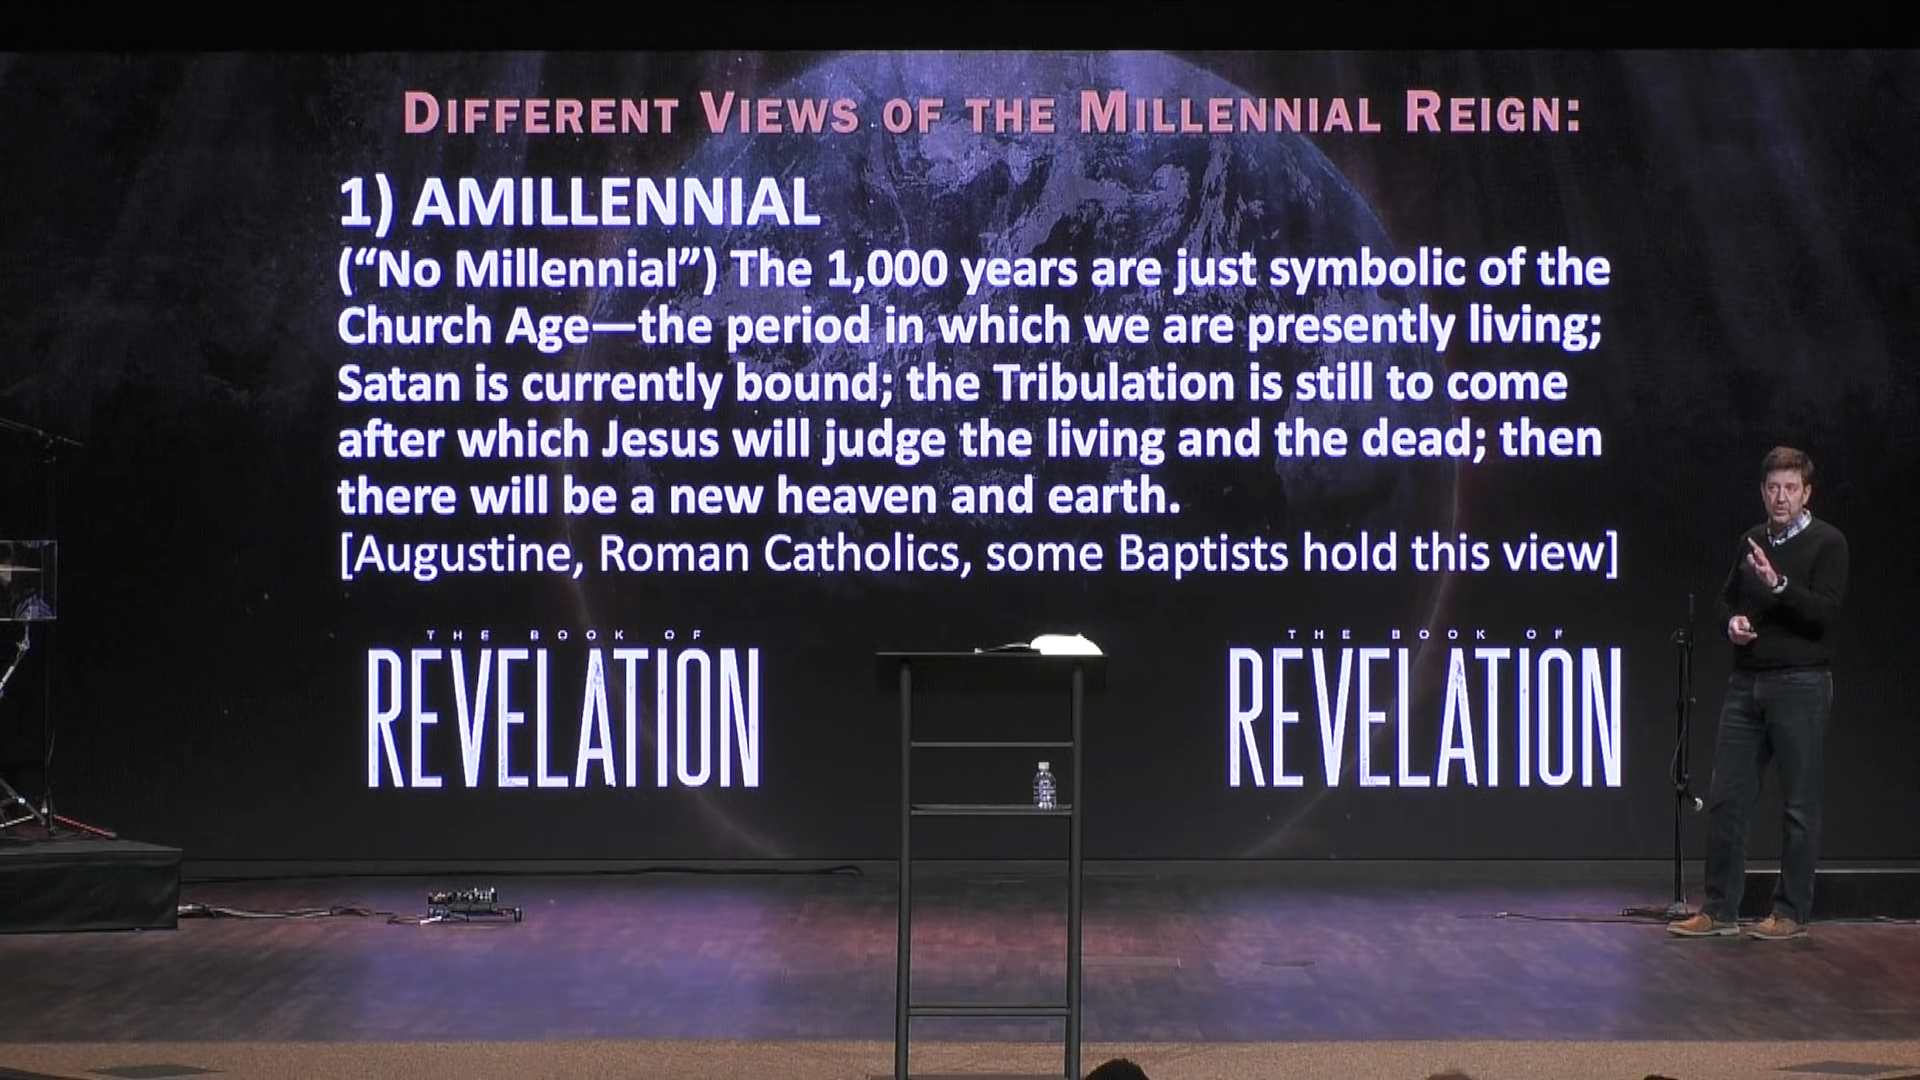 DIFFERENT VIEWS OF THE MILLENNIAL REIGN:
1) AMILLENNIAL
(“No Millennial”) The 1,000 years are just symbolic of the
Church Age—the period in which we are presently living;
Satan is currently bound; the Tribulation is still to come
after which Jesus will judge the living and the dead; then
there will be a new heaven and earth.
[Augustine, Roman Catholics, some Baptists hold this view]
THE BOOK OF
REVELATION
THE BOOK OF
REVELATION